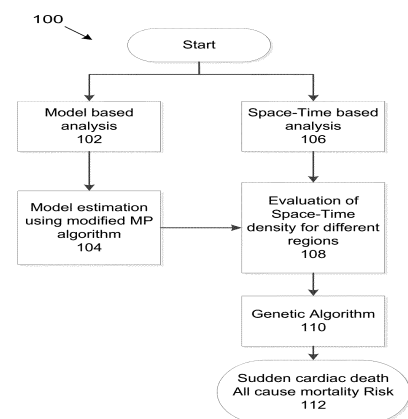 100
Start
Model based
analysis
102
Space-Time based
analysis
106
Model estimation
using modified MP
algorithm
104
Evaluation of
Space-Time
density for different
regions
108
Genetic Algorithm
110
Sudden cardiac death
All cause mortality Risk
112